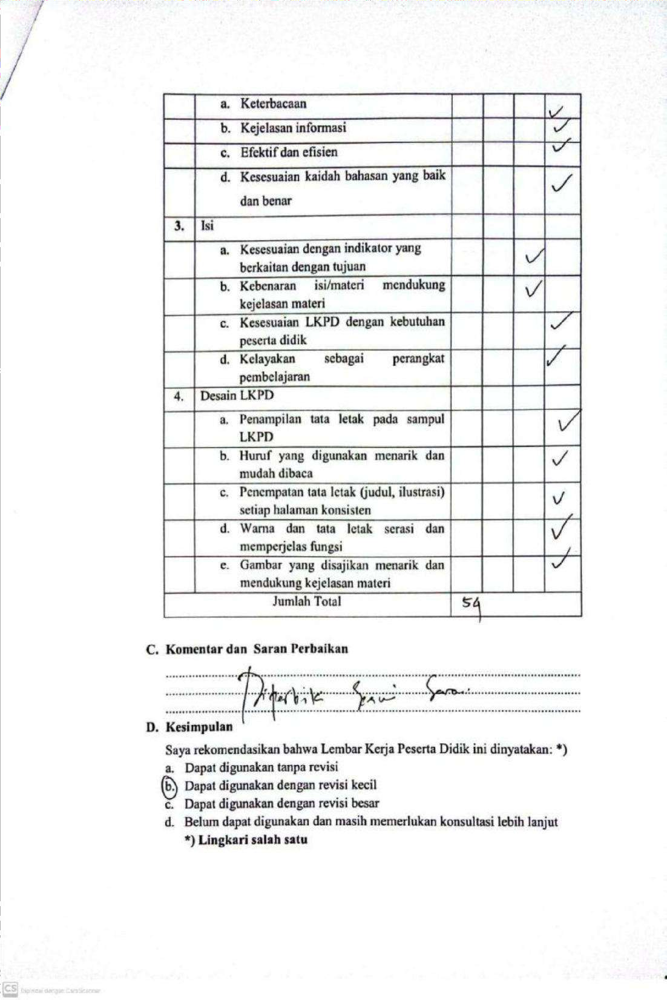 a. Keterbacaan ✓
b. Kejelasan informasi ✓
c. Efektif dan efisien ✓
d. Kesesuaian kaidah bahasan yang baik ✓
dan benar
3. Isi
a. Kesesuaian dengan indikator yang ✓
berkaitan dengan tujuan
b. Kebenaran isi/materi mendukung ✓
kejelasan materi
c. Kesesuaian LKPD dengan kebutuhan ✓
peserta didik
d. Kelayakan sebagai perangkat ✓
pembelajaran
4. Desain LKPD
a. Penampilan tata letak pada sampul ✓
LKPD
b. Huruf yang digunakan menarik dan ✓
mudah dibaca
c. Penempatan tata letak (judul, ilustrasi) ✓
setiap halaman konsisten
d. Warna dan tata letak serasi dan ✓
memperjelas fungsi
e. Gambar yang disajikan menarik dan ✓
mendukung kejelasan materi
Jumlah Total 54
C. Komentar dan Saran Perbaikan
Diperbiki Sesuai Saran
D. Kesimpulan
Saya rekomendasikan bahwa Lembar Kerja Peserta Didik ini dinyatakan: *)
a. Dapat digunakan tanpa revisi
b. Dapat digunakan dengan revisi kecil
c. Dapat digunakan dengan revisi besar
d. Belum dapat digunakan dan masih memerlukan konsultasi lebih lanjut
*) Lingkari salah satu
CS Dipindai dengan CamScanner